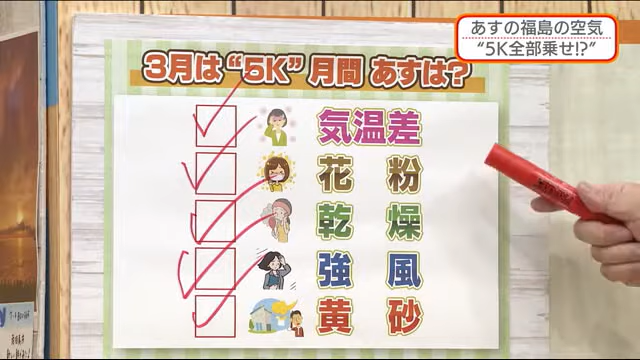 あすの福島の空気
“5K全部乗せ!?”
3月は“5K”月間 あすは?
気温差
花粉
乾燥
強風
黄砂